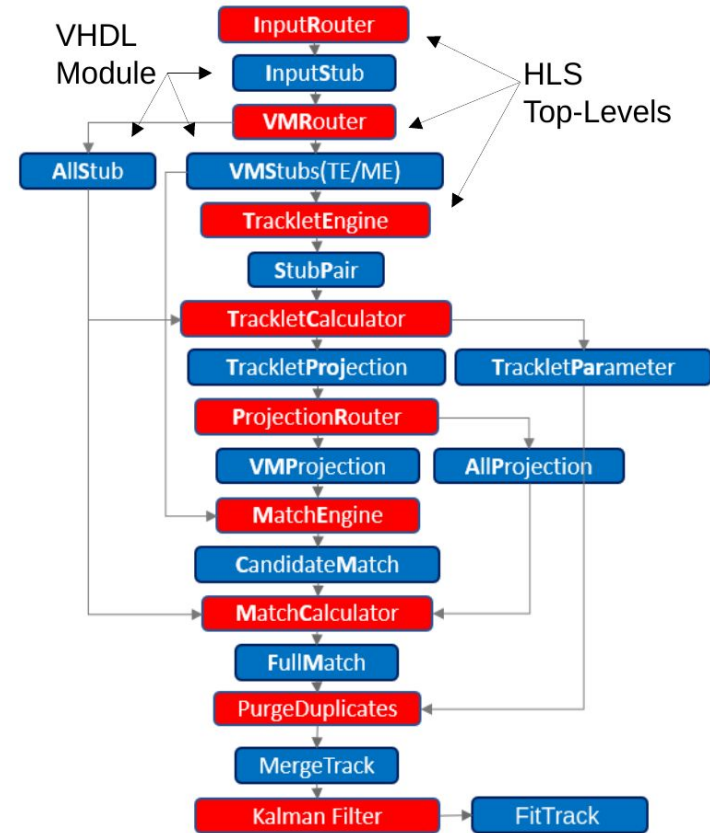 InputRouter
VHDL
Module
InputStub
HLS
Top-Levels
VMRouter
AllStub
VMStubs(TE/ME)
TrackletEngine
StubPair
TrackletCalculator
TrackletProjection
TrackletParameter
ProjectionRouter
VMProjection
AllProjection
MatchEngine
CandidateMatch
MatchCalculator
FullMatch
PurgeDuplicates
MergeTrack
Kalman Filter
FitTrack